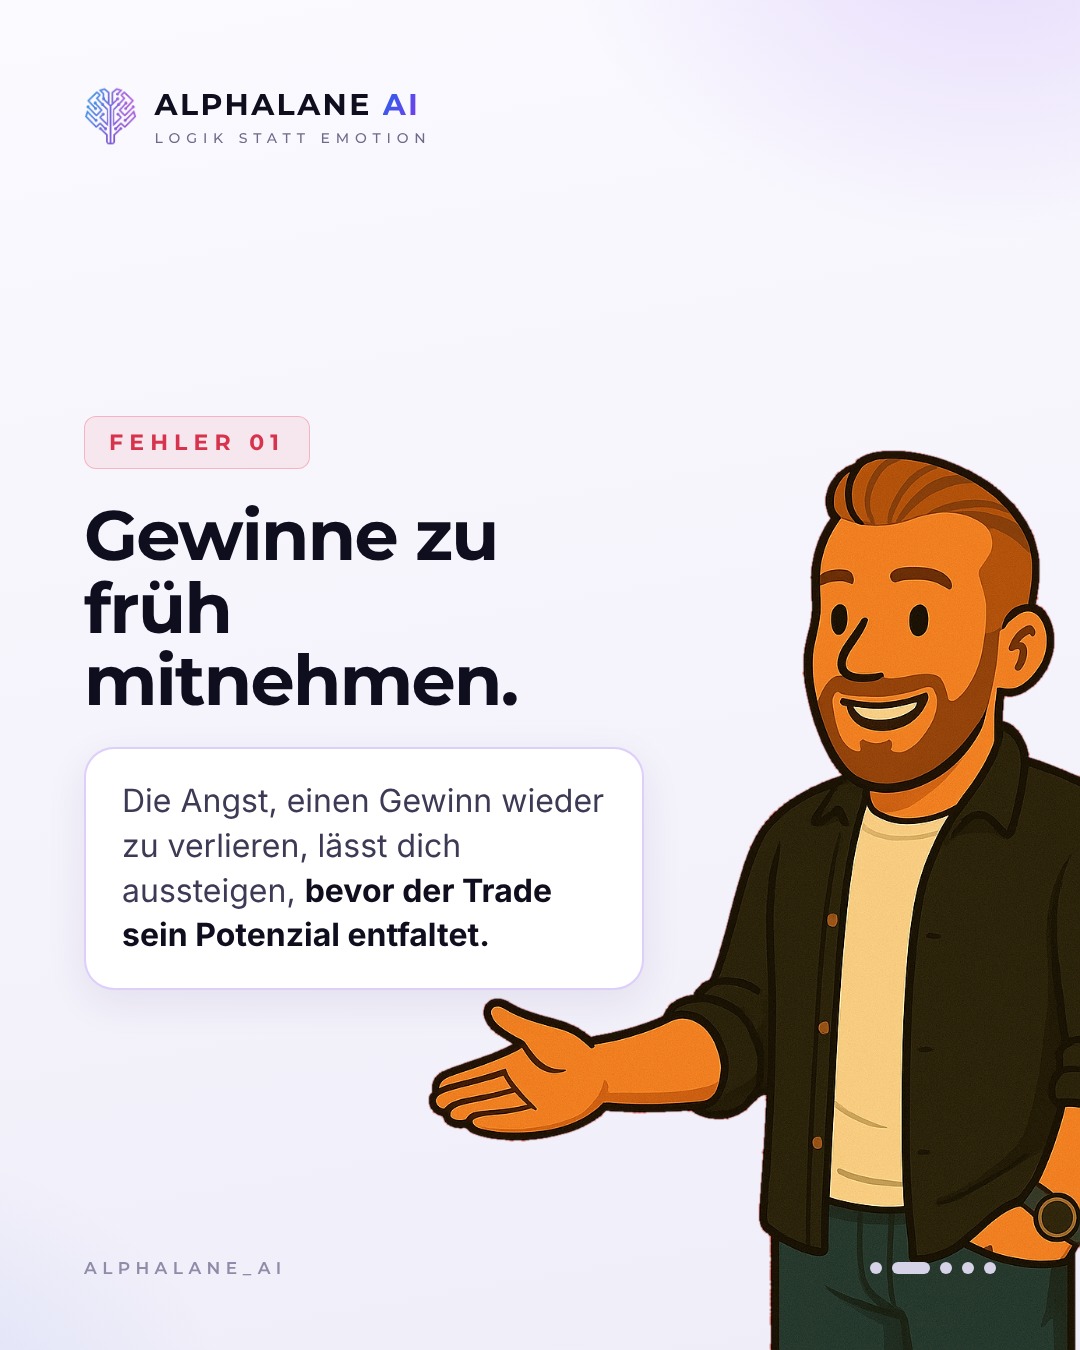 ALPHALANE AI
LOGIK STATT EMOTION
FEHLER 01
Gewinne zu
früh
mitnehmen.
Die Angst, einen Gewinn wieder
zu verlieren, lässt dich
aussteigen, bevor der Trade
sein Potenzial entfaltet.
ALPHALANE_AI